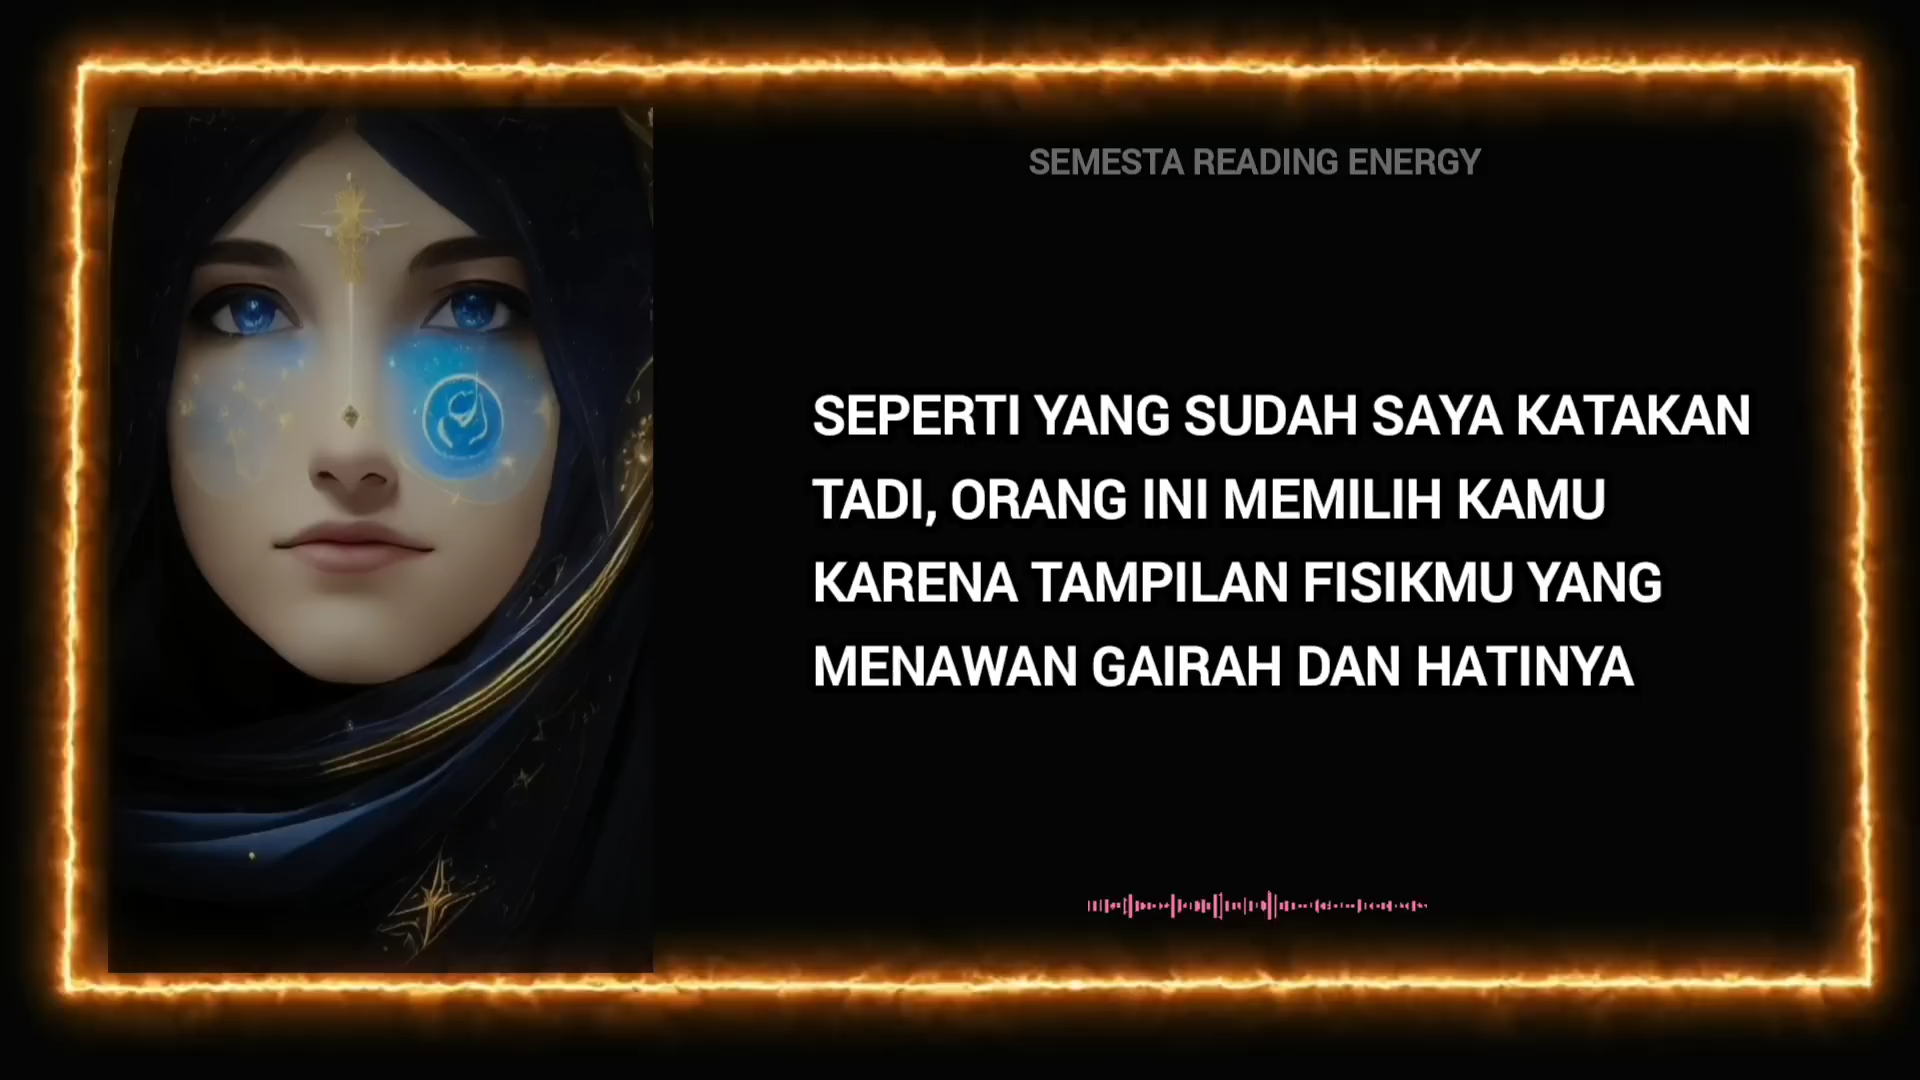 SEMESTA READING ENERGY
SEPERTI YANG SUDAH SAYA KATAKAN
TADI, ORANG INI MEMILIH KAMU
KARENA TAMPILAN FISIKMU YANG
MENAWAN GAIRAH DAN HATINYA